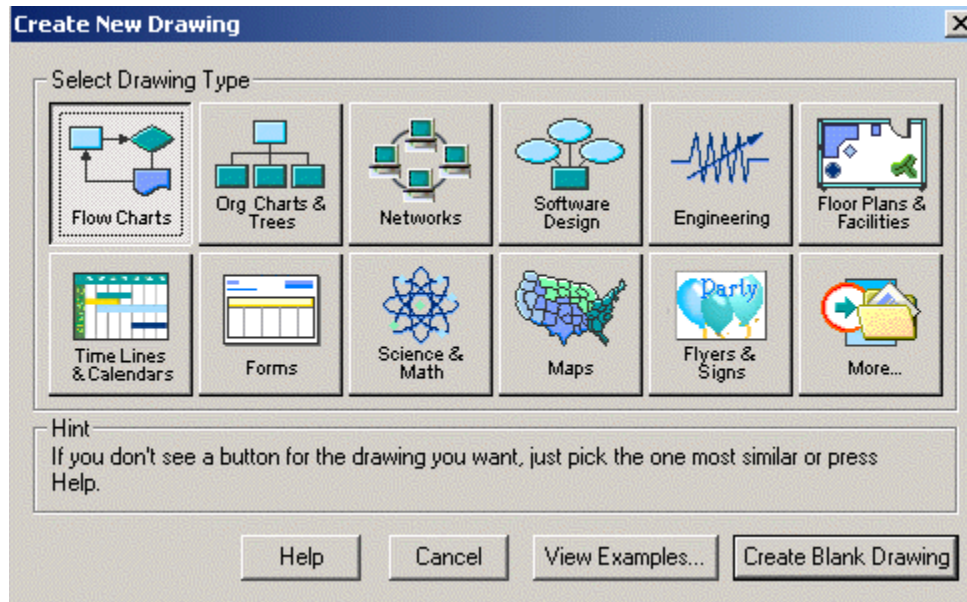 Create New Drawing
Select Drawing Type
Flow Charts
Org Charts &
Trees
Networks
Software
Design
Engineering
Floor Plans &
Facilities
Time Lines
& Calendars
Forms
Science &
Math
Maps
Party
Flyers &
Signs
More...
Hint
If you don't see a button for the drawing you want, just pick the one most similar or press
Help.
Help
Cancel
View Examples...
Create Blank Drawing